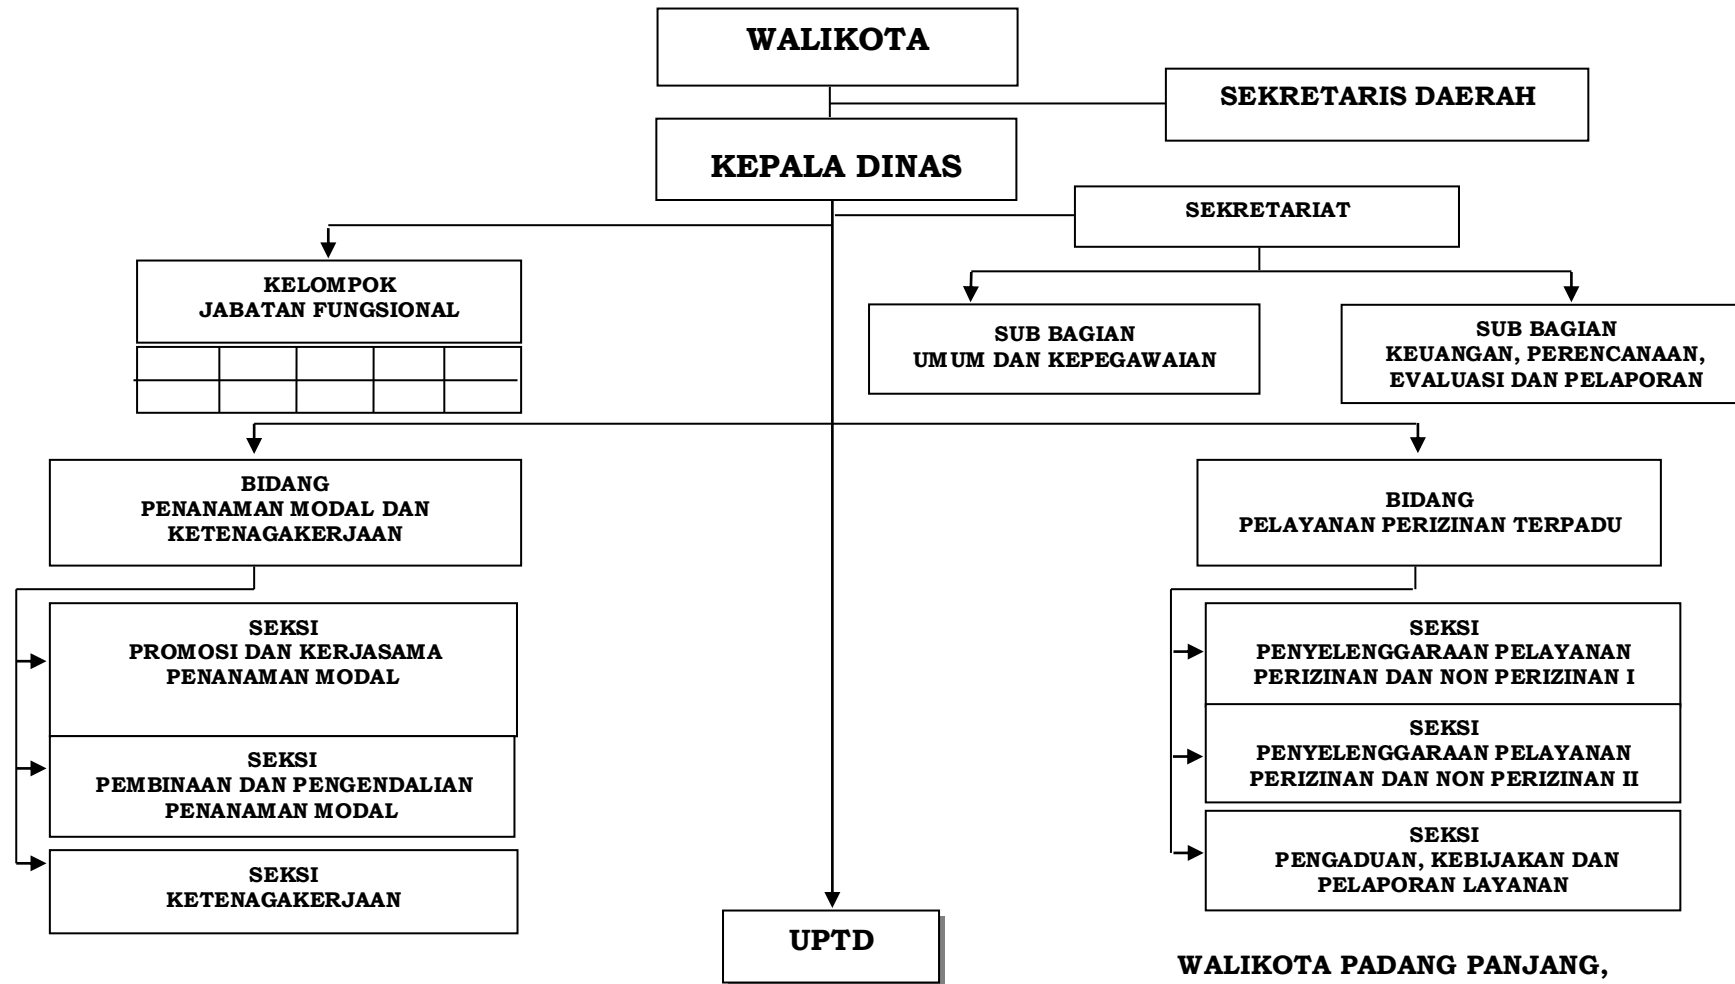 WALIKOTA
SEKRETARIS DAERAH
KEPALA DINAS
SEKRETARIAT
KELOMPOK
JABATAN FUNGSIONAL
SUB BAGIAN
UMUM DAN KEPEGAWAIAN
SUB BAGIAN
KEUANGAN, PERENCANAAN,
EVALUASI DAN PELAPORAN
BIDANG
PENANAMAN MODAL DAN
KETENAGAKERJAAN
BIDANG
PELAYANAN PERIZINAN TERPADU
SEKSI
PROMOSI DAN KERJASAMA
PENANAMAN MODAL
SEKSI
PEMBINAAN DAN PENGENDALIAN
PENANAMAN MODAL
SEKSI
KETENAGAKERJAAN
SEKSI
PENYELENGGARAAN PELAYANAN
PERIZINAN DAN NON PERIZINAN I
SEKSI
PENYELENGGARAAN PELAYANAN
PERIZINAN DAN NON PERIZINAN II
SEKSI
PENGADUAN, KEBIJAKAN DAN
PELAPORAN LAYANAN
UPTD
WALIKOTA PADANG PANJANG,